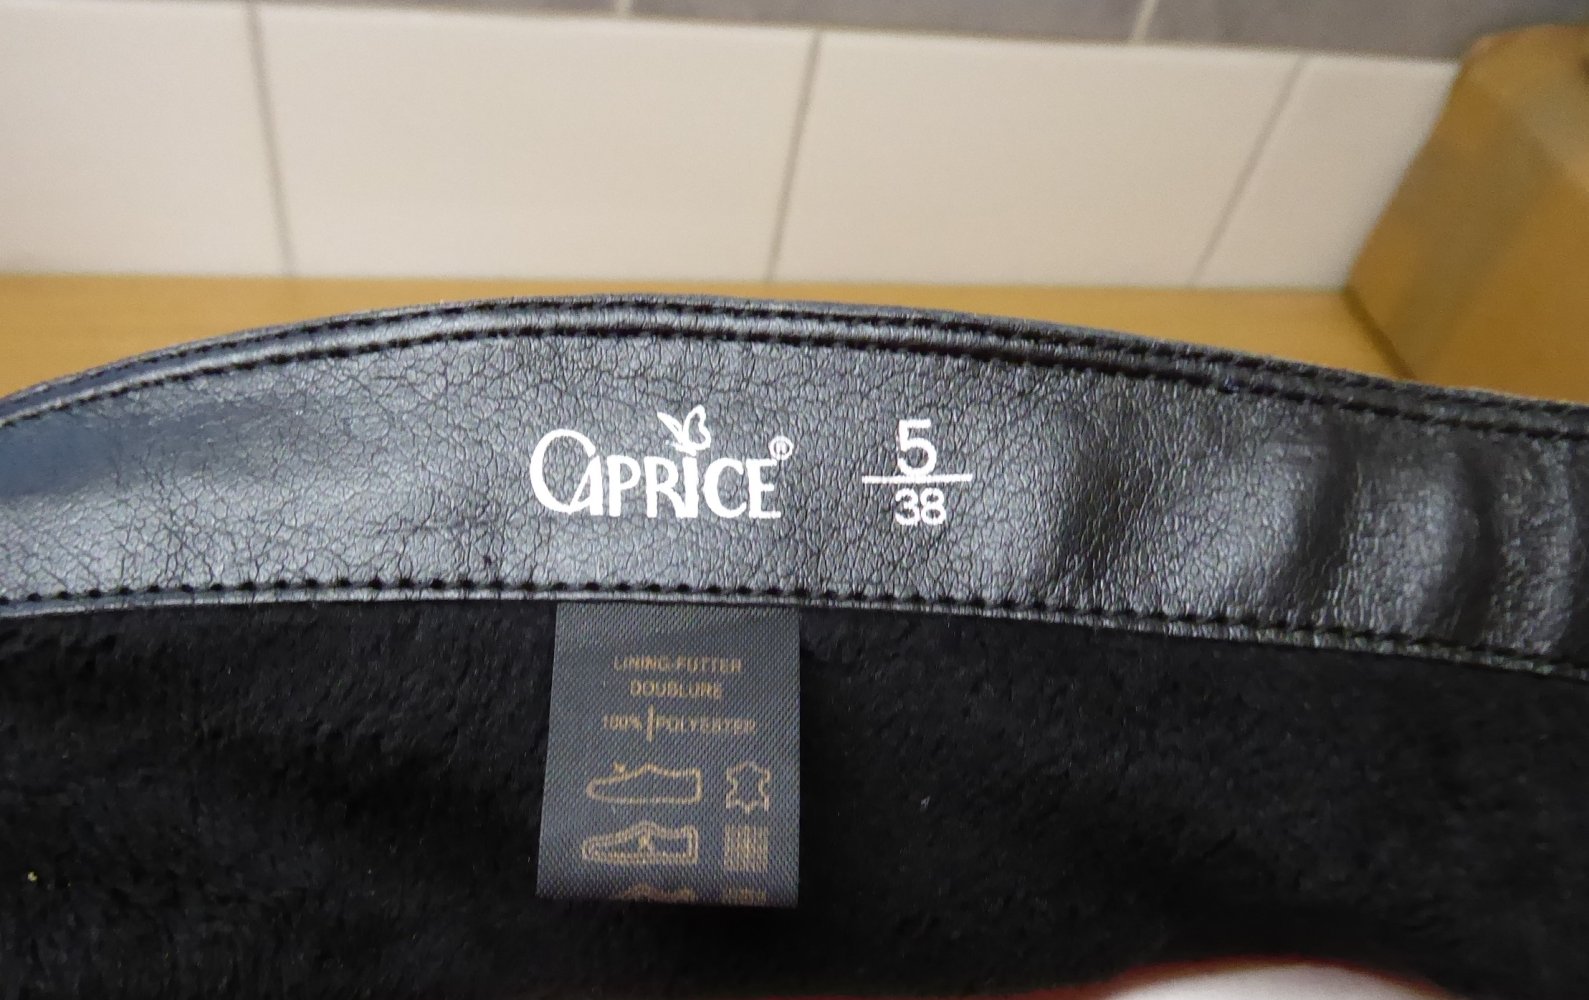 CAPRICE® 5
38
LINING-FUTTER
DOUBLURE
100% POLYESTER